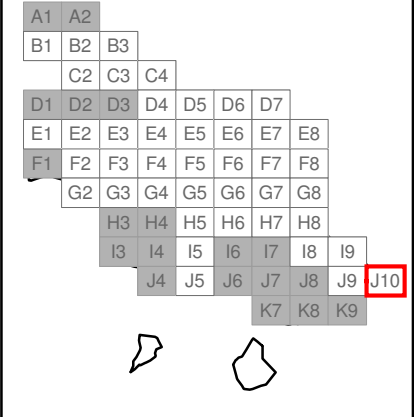 A1 A2
B1 B2 B3
C2 C3 C4
D1 D2 D3 D4 D5 D6 D7
E1 E2 E3 E4 E5 E6 E7 E8
F1 F2 F3 F4 F5 F6 F7 F8
G2 G3 G4 G5 G6 G7 G8
H3 H4 H5 H6 H7 H8
I3 I4 I5 I6 I7 I8 I9
J4 J5 J6 J7 J8 J9 J10
K7 K8 K9